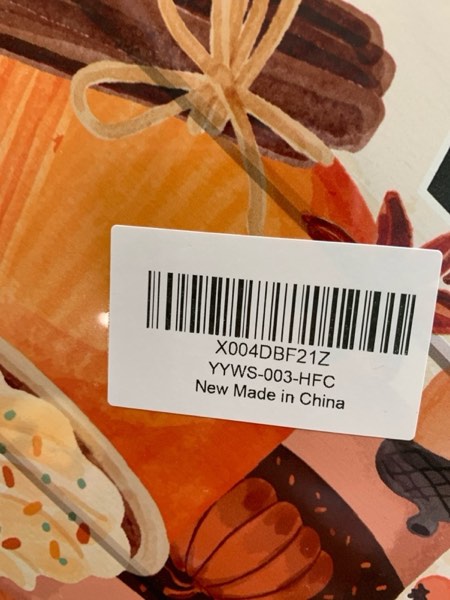 X004DBF21Z
YYWS-003-HFC
New Made in China